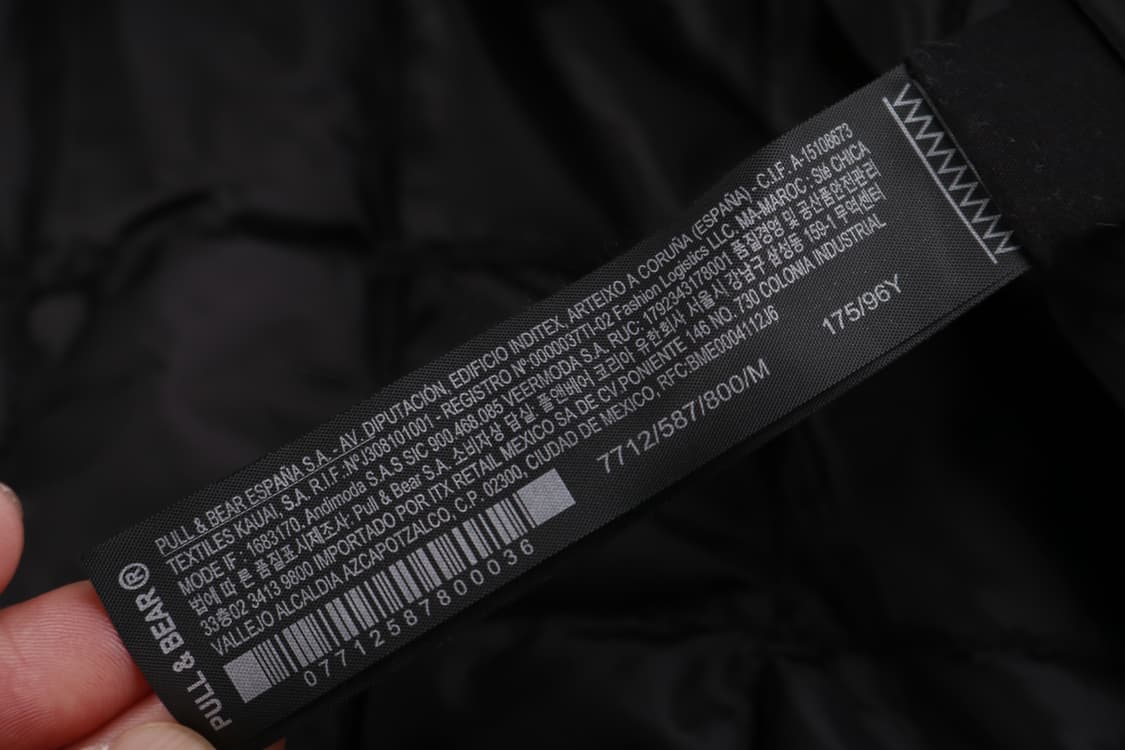 PULL & BEAR®
PULL & BEAR ESPAÑA S.A. - AV. DIPUTACIÓN, EDIFICIO INDITEX, ARTEIXO A CORUÑA (ESPAÑA) - C.I.F. A-15108673
TEXTILES KAUAI, S.A. R.I.F.:NºJ308101001 - REGISTRO Nº:0000037TI-02 Fashion Logistics LLC. MA-MAROC : Sté CHICA
MODE IF : 1683170. Andimoda S.A.S SIC 900.468.085 VEERMODA S.A. RUC: 1792343178001 품질경영 및 공산품안전관리
법에 따른 품질표시제조사: Pull & Bear S.A. 소비자상담실 풀앤베어 코리아 유한회사 서울시 강남구 삼성동 159-1 무역센터
33층02 3413 9800 IMPORTADO POR ITX RETAIL MEXICO SA DE CV.PONIENTE 146 NO. 730 COLONIA INDUSTRIAL
VALLEJO ALCALDIA AZCAPOTZALCO, C.P. 02300, CIUDAD DE MEXICO, RFC:BME0004112J6
7712/587/800/M
175/96Y
07712587800036